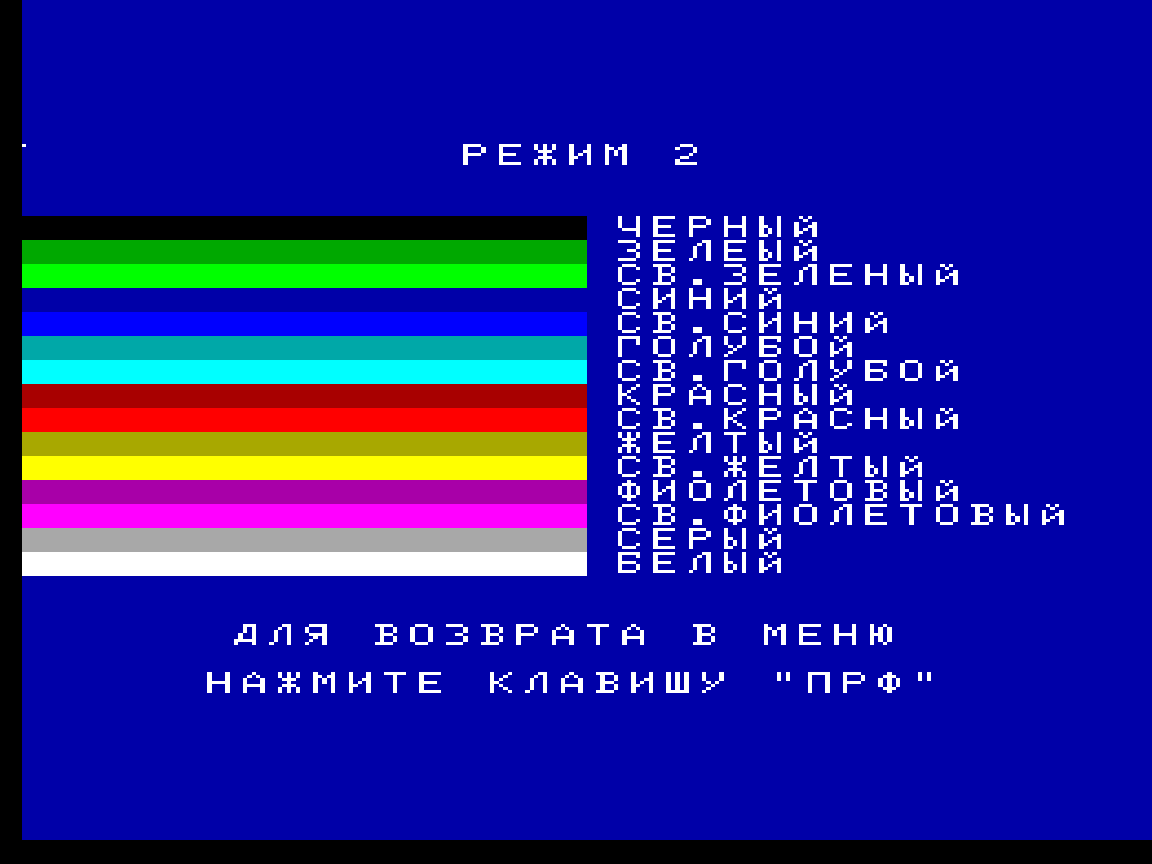 РЕЖИМ 2
ЧЕРНЫЙ
ЗЕЛЕЫЙ
СВ.ЗЕЛЕНЫЙ
СИНИЙ
СВ.СИНИЙ
ГОЛУБОЙ
СВ.ГОЛУБОЙ
КРАСНЫЙ
СВ.КРАСНЫЙ
ЖЕЛТЫЙ
СВ.ЖЕЛТЫЙ
ФИОЛЕТОВЫЙ
СВ.ФИОЛЕТОВЫЙ
СЕРЫЙ
БЕЛЫЙ
ДЛЯ ВОЗВРАТА В МЕНЮ
НАЖМИТЕ КЛАВИШУ "ПРФ"